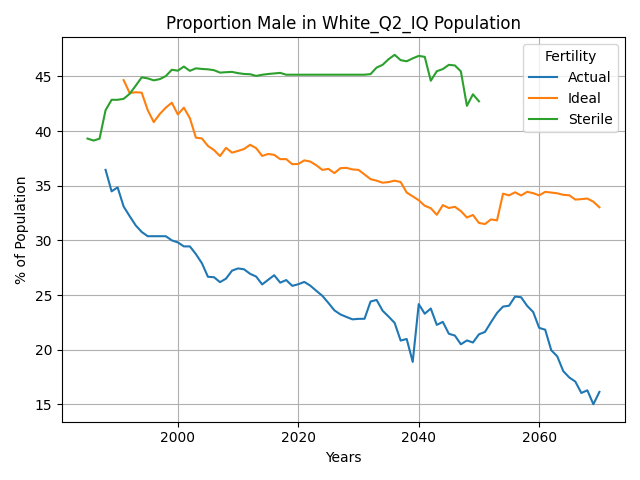 Proportion Male in White_Q2_IQ Population
Fertility
Actual
Ideal
Sterile
% of Population
45
40
35
30
25
20
15
2000
2020
2040
2060
Years